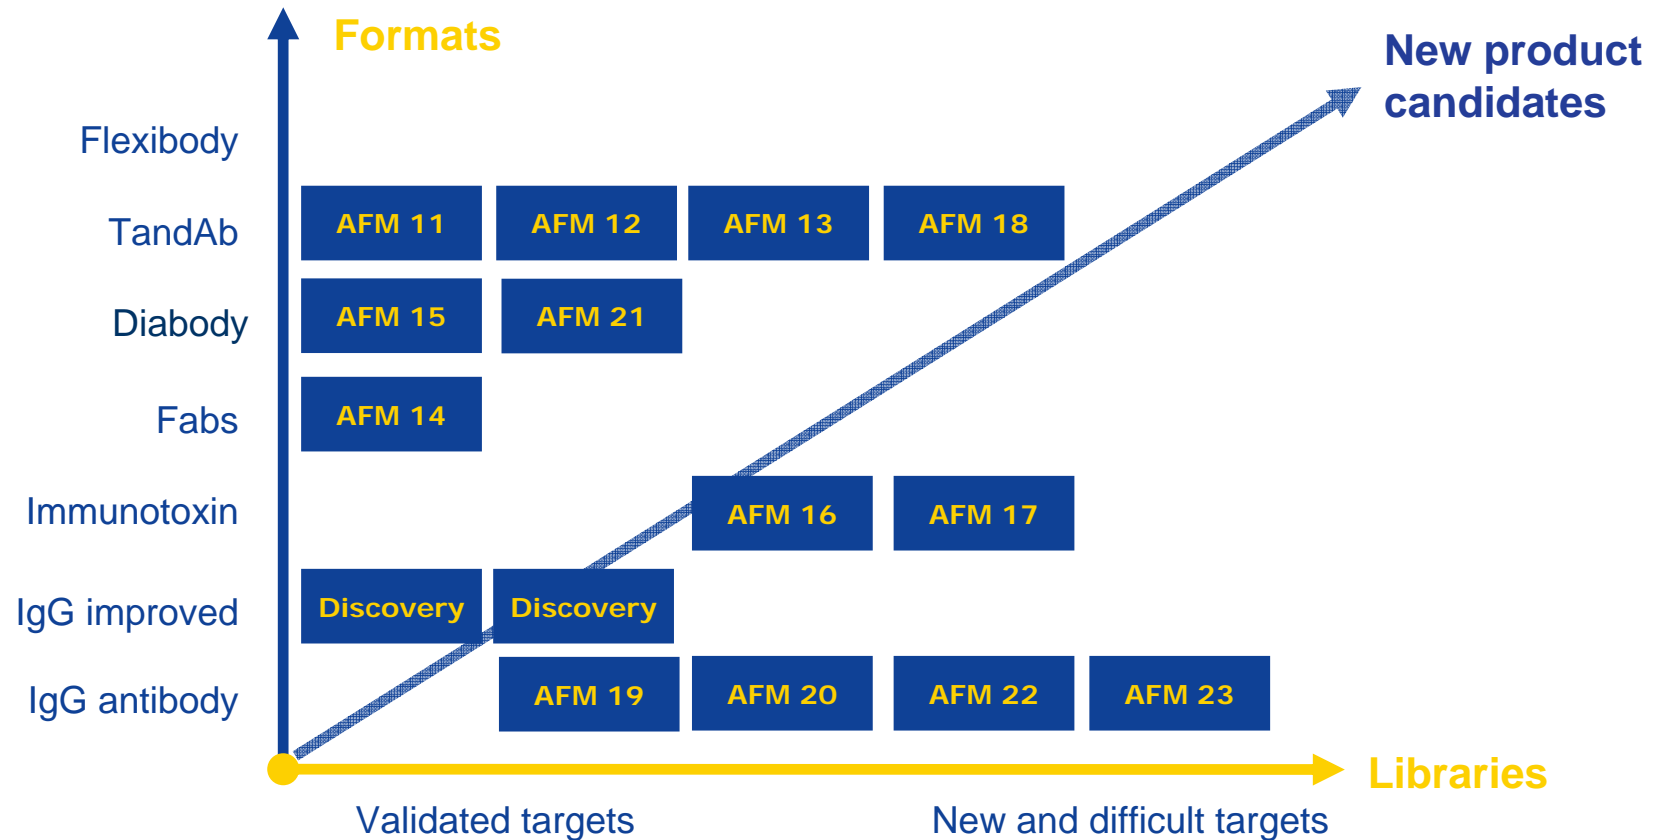 Formats
New product
candidates
Flexibody
TandAb
AFM 11
AFM 12
AFM 13
AFM 18
Diabody
AFM 15
AFM 21
Fabs
AFM 14
Immunotoxin
AFM 16
AFM 17
IgG improved
Discovery
Discovery
IgG antibody
AFM 19
AFM 20
AFM 22
AFM 23
Libraries
Validated targets
New and difficult targets